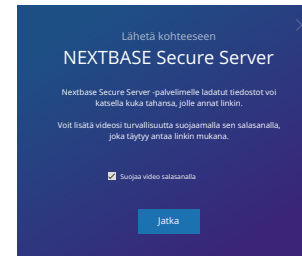 Lähetä kohteeseen
NEXTBASE Secure Server
Nextbase Secure Server -palvelimelle ladatut tiedostot voi
katsella kuka tahansa, jolle annat linkin.
Voit lisätä videosi turvallisuutta suojaamalla sen salasanalla,
joka täytyy antaa linkin mukana.
Suojaa video salasanalla
Jatka